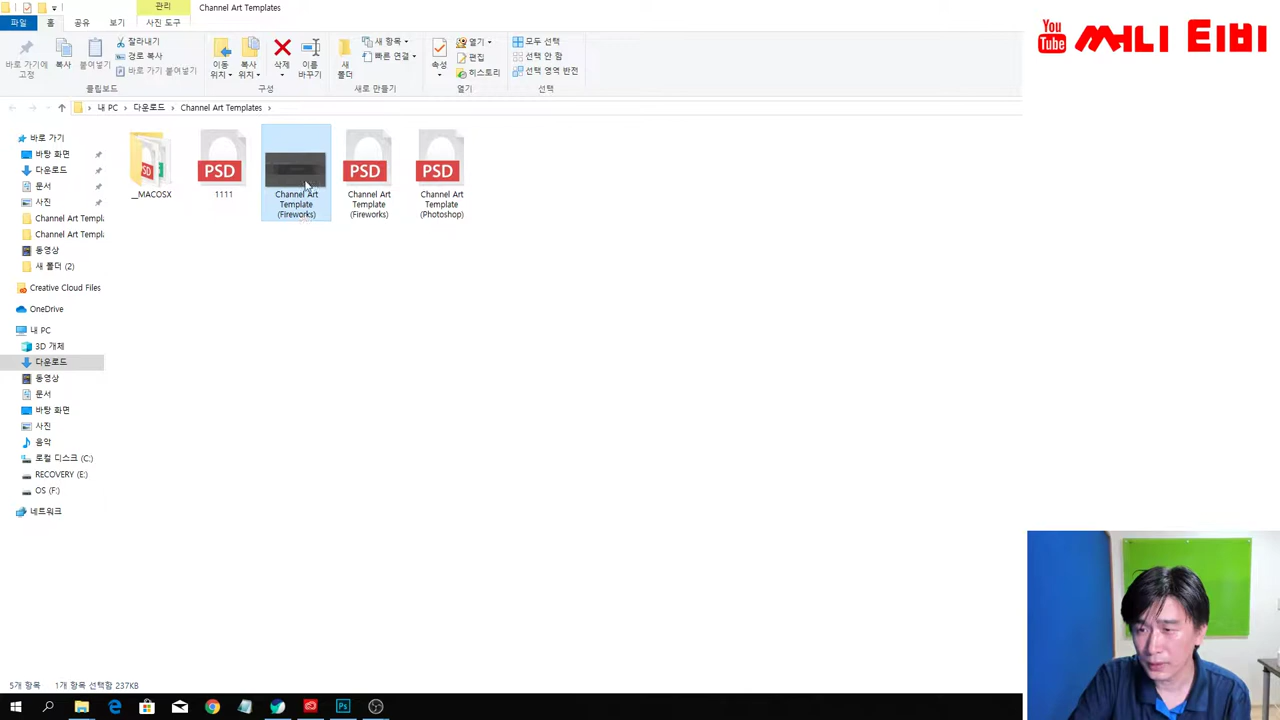 관리
Channel Art Templates
파일
홈
공유
보기
사진 도구
바로 가기에
고정
복사
붙여넣기
잘라내기
경로 복사
바로 가기 붙여넣기
클립보드
이동
위치
복사
위치
삭제
이름
바꾸기
구성
새
폴더
새 항목
빠른 연결
새로 만들기
속성
열기
편집
히스토리
열기
모두 선택
선택 안 함
선택 영역 반전
선택
You
Tube
써니 티비
내 PC
다운로드
Channel Art Templates
바로 가기
바탕 화면
다운로드
문서
사진
Channel Art Templa
Channel Art Templa
동영상
새 폴더 (2)
Creative Cloud Files
OneDrive
내 PC
3D 개체
다운로드
동영상
문서
바탕 화면
사진
음악
로컬 디스크 (C:)
RECOVERY (E:)
OS (F:)
네트워크
__MACOSX
PSD
1111
Channel Art
Template
(Fireworks)
PSD
Channel Art
Template
(Fireworks)
PSD
Channel Art
Template
(Photoshop)
5개 항목
1개 항목 선택함 237KB
Ps